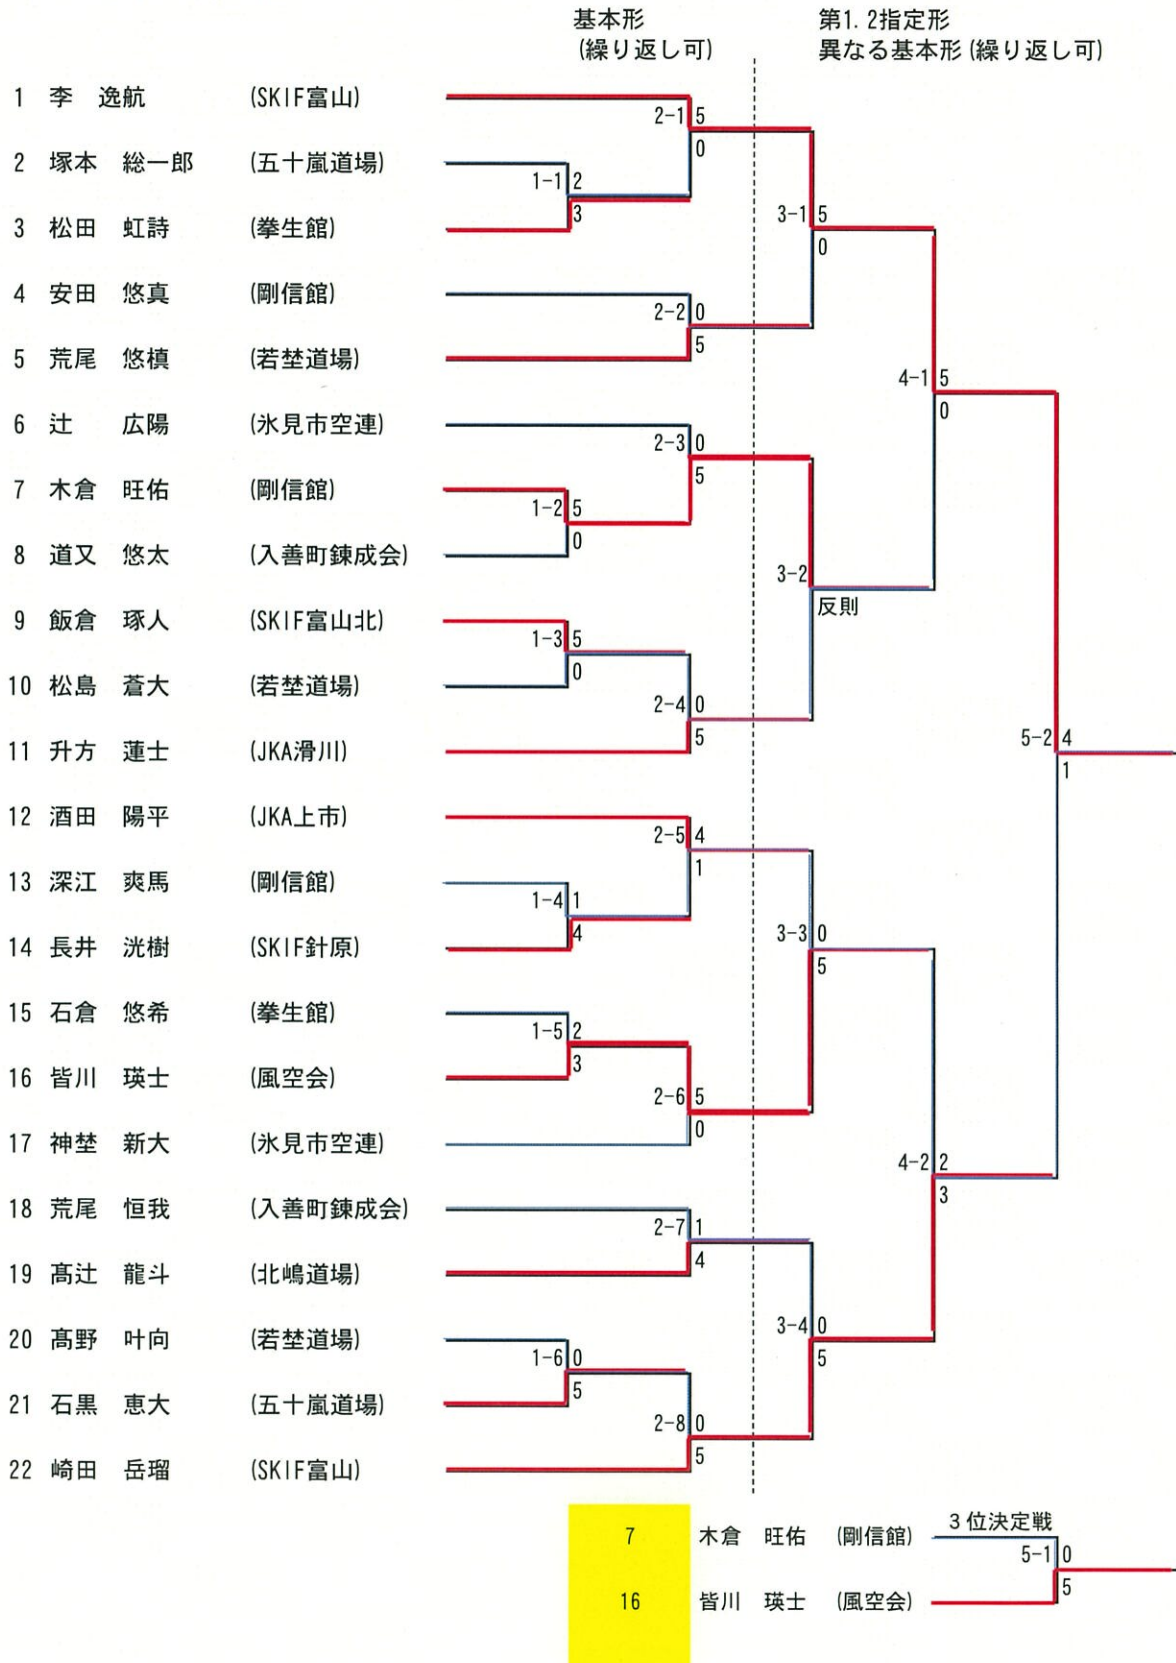 基本形
(繰り返し可)
第1.2指定形
異なる基本形(繰り返し可)
1 李 逸航 (SKIF富山)
2-1 5
0
2 塚本 総一郎 (五十嵐道場)
1-1 2
3
3 松田 虹詩 (拳生館)
3-1 5
0
4 安田 悠真 (剛信館)
2-2 0
5
5 荒尾 悠槙 (若埜道場)
4-1 5
0
6 辻 広陽 (氷見市空連)
2-3 0
5
7 木倉 旺佑 (剛信館)
1-2 5
0
8 道又 悠太 (入善町錬成会)
3-2
反則
9 飯倉 琢人 (SKIF富山北)
1-3 5
0
10 松島 蒼大 (若埜道場)
2-4 0
5
11 升方 蓮士 (JKA滑川)
5-2 4
1
12 酒田 陽平 (JKA上市)
2-5 4
1
13 深江 爽馬 (剛信館)
1-4 1
4
14 長井 洸樹 (SKIF針原)
3-3 0
5
15 石倉 悠希 (拳生館)
1-5 2
3
16 皆川 瑛士 (風空会)
2-6 5
0
17 神埜 新大 (氷見市空連)
4-2 2
3
18 荒尾 恒我 (入善町錬成会)
2-7 1
4
19 髙辻 龍斗 (北嶋道場)
3-4 0
5
20 髙野 叶向 (若埜道場)
1-6 0
5
21 石黒 恵大 (五十嵐道場)
2-8 0
5
22 崎田 岳瑠 (SKIF富山)
3位決定戦
7 木倉 旺佑 (剛信館)
5-1 0
5
16 皆川 瑛士 (風空会)